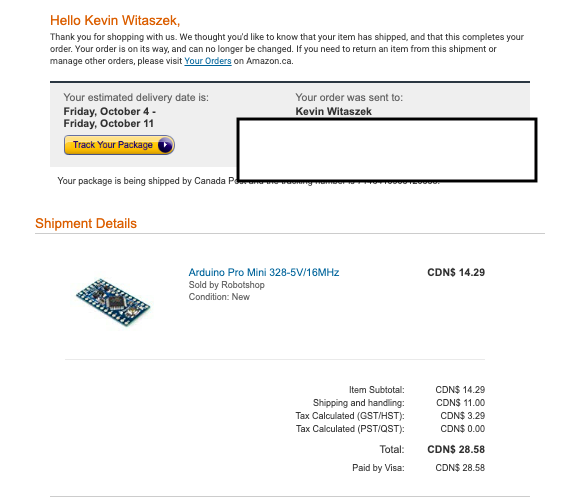 Hello Kevin Witaszek,
Thank you for shopping with us. We thought you'd like to know that your item has shipped, and that this completes your
order. Your order is on its way, and can no longer be changed. If you need to return an item from this shipment or
manage other orders, please visit Your Orders on Amazon.ca.
Your estimated delivery date is:
Friday, October 4 -
Friday, October 11
Track Your Package
Your order was sent to:
Kevin Witaszek
Your package is being shipped by Canada Post and the tracking number is
Shipment Details
Arduino Pro Mini 328-5V/16MHz
CDN$ 14.29
Sold by Robotshop
Condition: New
Item Subtotal: CDN$ 14.29
Shipping and handling: CDN$ 11.00
Tax Calculated (GST/HST): CDN$ 3.29
Tax Calculated (PST/QST): CDN$ 0.00
Total: CDN$ 28.58
Paid by Visa: CDN$ 28.58